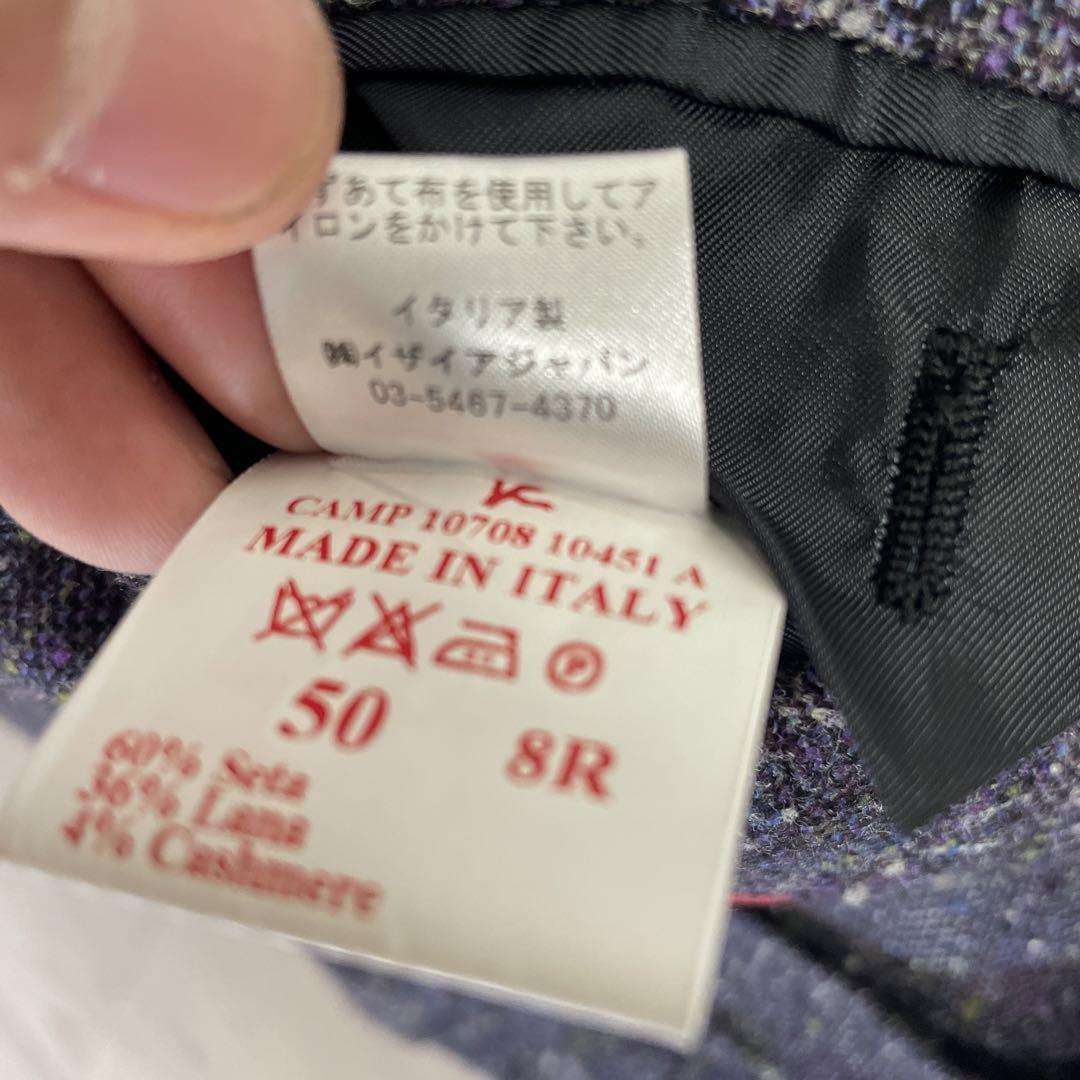 ずあて布を使用してア
イロンをかけて下さい。
イタリア製
㈱イザイアジャパン
03-5467-4370
CAMP 10708 10451 A
MADE IN ITALY
P
50 8R
60% Seta
36% Lana
4% Cashmere